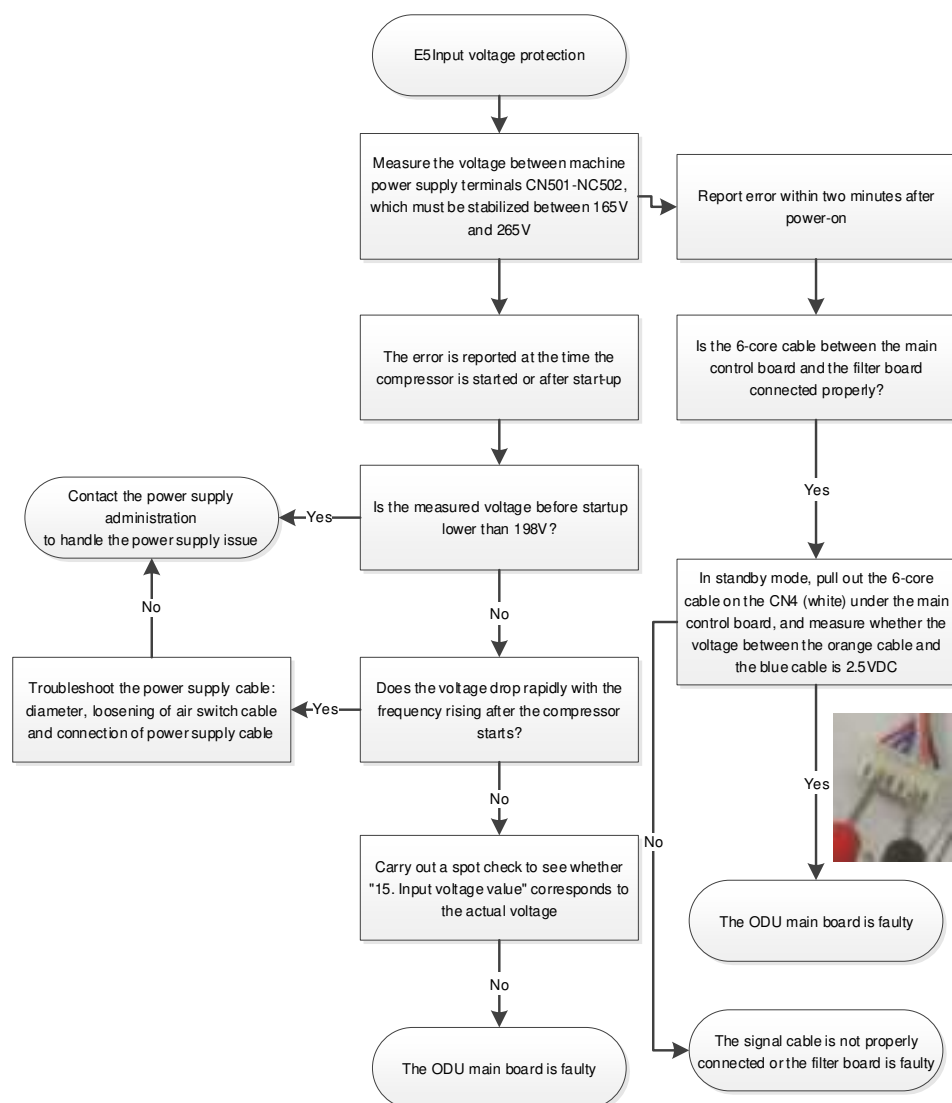 E5Input voltage protection
Measure the voltage between machine
power supply terminals CN501-NC502,
which must be stabilized between 165V
and 265V
Report error within two minutes after
power-on
The error is reported at the time the
compressor is started or after start-up
Is the 6-core cable between the main
control board and the filter board
connected properly?
Contact the power supply
administration
to handle the power supply issue
Yes
Is the measured voltage before startup
lower than 198V?
Yes
No
No
In standby mode, pull out the 6-core
cable on the CN4 (white) under the main
control board, and measure whether the
voltage between the orange cable and
the blue cable is 2.5VDC
Troubleshoot the power supply cable:
diameter, loosening of air switch cable
and connection of power supply cable
Yes
Does the voltage drop rapidly with the
frequency rising after the compressor
starts?
No
Yes
No
Carry out a spot check to see whether
"15. Input voltage value" corresponds to
the actual voltage
The ODU main board is faulty
No
The ODU main board is faulty
The signal cable is not properly
connected or the filter board is faulty